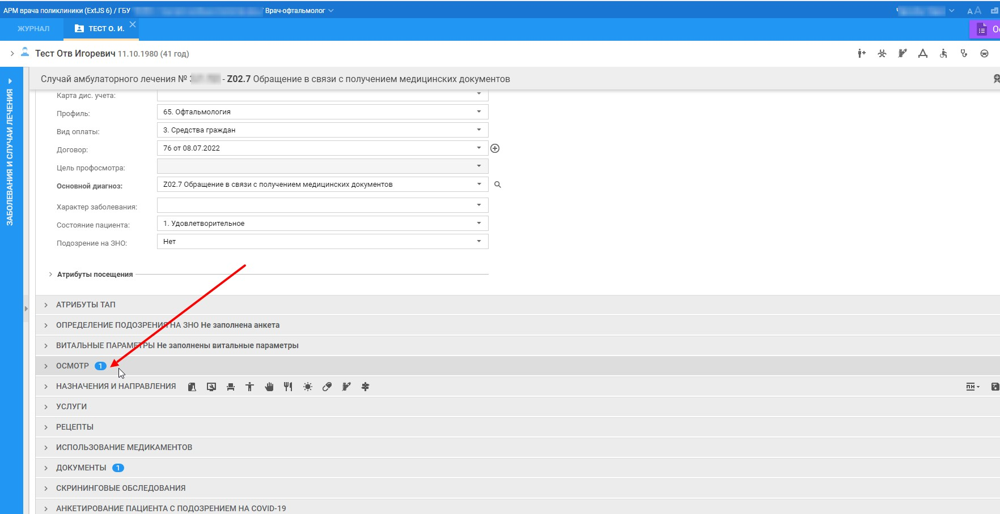 АРМ врача поликлиники (ExtJS 6) / ГБУ Врач-офтальмолог
A A
ЖУРНАЛ
ТЕСТ О. И.
Тест Отв Игоревич 11.10.1980 (41 год)
ЗАБОЛЕВАНИЯ И СЛУЧАИ ЛЕЧЕНИЯ
Случай амбулаторного лечения № - Z02.7 Обращение в связи с получением медицинских документов
Карта дис. учета:
Профиль: 65. Офтальмология
Вид оплаты: 3. Средства граждан
Договор: 76 от 08.07.2022
Цель профосмотра:
Основной диагноз: Z02.7 Обращение в связи с получением медицинских документов
Характер заболевания:
Состояние пациента: 1. Удовлетворительное
Подозрение на ЗНО: Нет
Атрибуты посещения
АТРИБУТЫ ТАП
ОПРЕДЕЛЕНИЕ ПОДОЗРЕНИЯ НА ЗНО Не заполнена анкета
ВИТАЛЬНЫЕ ПАРАМЕТРЫ Не заполнены витальные параметры
ОСМОТР 1
НАЗНАЧЕНИЯ И НАПРАВЛЕНИЯ ПН
УСЛУГИ
РЕЦЕПТЫ
ИСПОЛЬЗОВАНИЕ МЕДИКАМЕНТОВ
ДОКУМЕНТЫ 1
СКРИНИНГОВЫЕ ОБСЛЕДОВАНИЯ
АНКЕТИРОВАНИЕ ПАЦИЕНТА С ПОДОЗРЕНИЕМ НА COVID-19